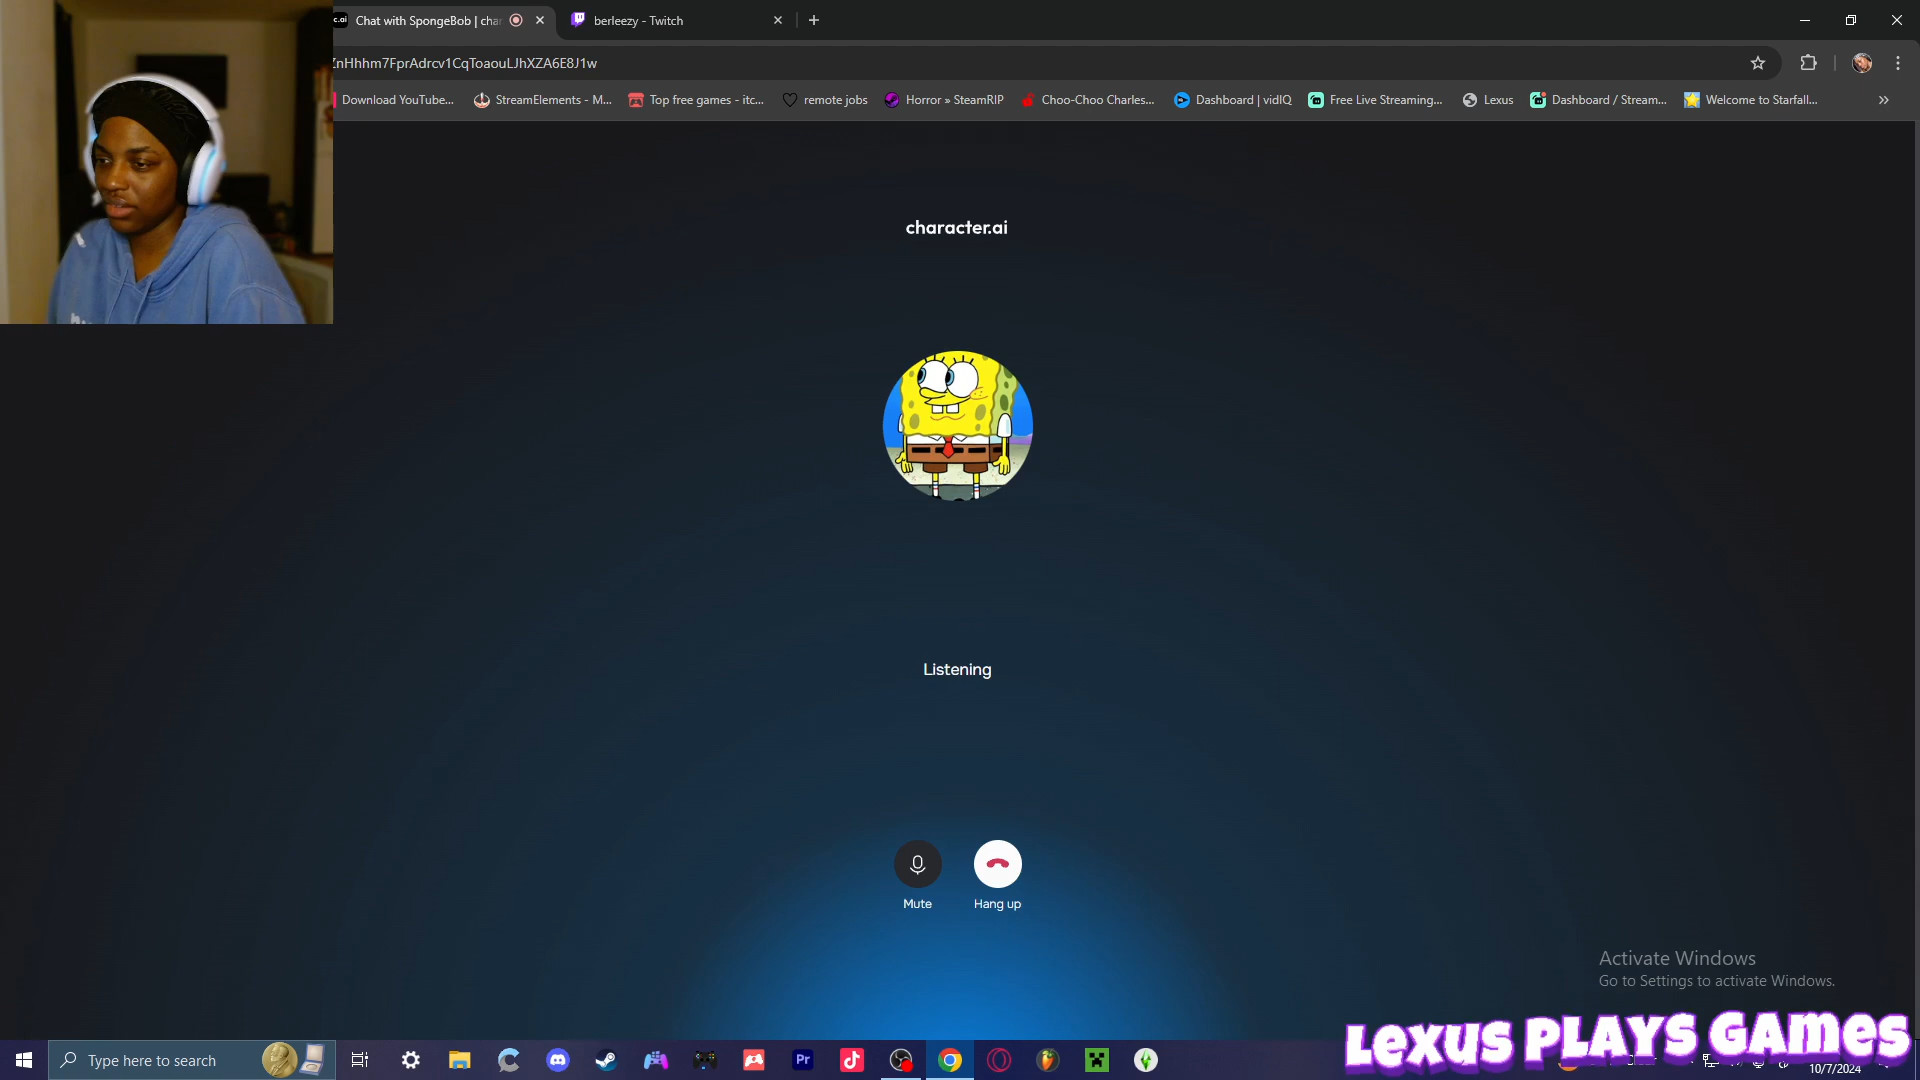 Chat with SpongeBob | char
berleezy - Twitch
ZnHhhm7FprAdrcv1CqToaouLJhXZA6E8J1w
Download YouTube...
StreamElements - M...
Top free games - itc...
remote jobs
Horror » SteamRIP
Choo-Choo Charles...
Dashboard | vidIQ
Free Live Streaming...
Lexus
Dashboard / Stream...
Welcome to Starfall...
character.ai
Listening
Mute
Hang up
Activate Windows
Go to Settings to activate Windows.
Lexus PLAYS GAMES
Type here to search
Pr
10/7/2024